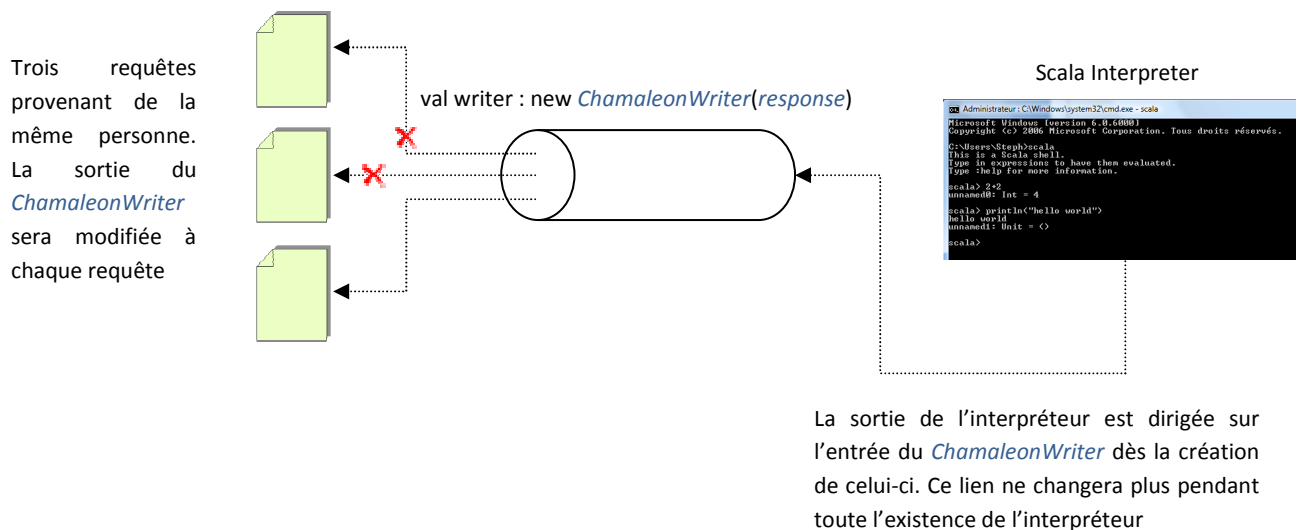 Trois requêtes
provenant de la
même personne.
La sortie du
ChamaleonWriter
sera modifiée à
chaque requête
val writer : new ChamaleonWriter(response)
Scala Interpreter
Administrateur : C:\Windows\system32\cmd.exe - scala
Microsoft Windows [version 6.0.6000]
Copyright (c) 2006 Microsoft Corporation. Tous droits réservés.
C:\Users\Steph>scala
This is a Scala shell.
Type in expressions to have them evaluated.
Type :help for more information.
scala> 2+2
unnamed0: Int = 4
scala> println("hello world")
hello world
unnamed1: Unit = ()
scala>
La sortie de l’interpréteur est dirigée sur
l’entrée du ChamaleonWriter dès la création
de celui-ci. Ce lien ne changera plus pendant
toute l’existence de l’interpréteur